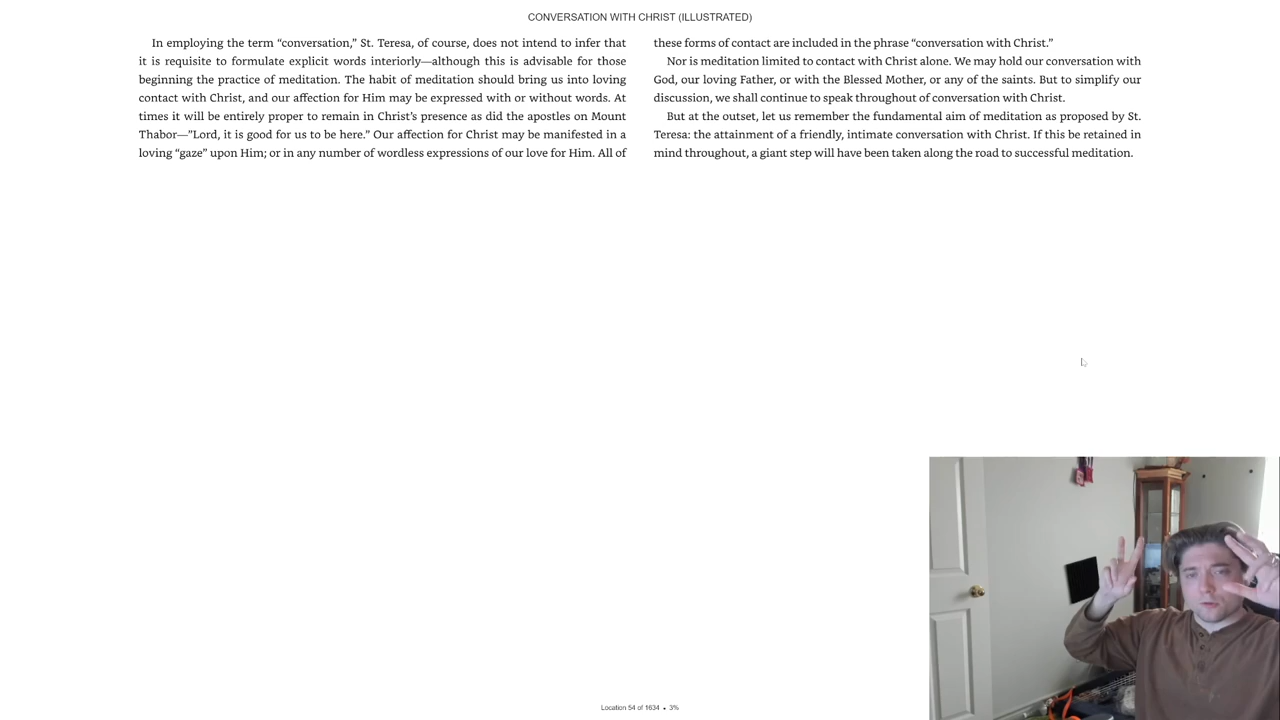 CONVERSATION WITH CHRIST (ILLUSTRATED)
In employing the term “conversation,” St. Teresa, of course, does not intend to infer that
it is requisite to formulate explicit words interiorly—although this is advisable for those
beginning the practice of meditation. The habit of meditation should bring us into loving
contact with Christ, and our affection for Him may be expressed with or without words. At
times it will be entirely proper to remain in Christ’s presence as did the apostles on Mount
Thabor—”Lord, it is good for us to be here.” Our affection for Christ may be manifested in a
loving “gaze” upon Him; or in any number of wordless expressions of our love for Him. All of
these forms of contact are included in the phrase “conversation with Christ.”
Nor is meditation limited to contact with Christ alone. We may hold our conversation with
God, our loving Father, or with the Blessed Mother, or any of the saints. But to simplify our
discussion, we shall continue to speak throughout of conversation with Christ.
But at the outset, let us remember the fundamental aim of meditation as proposed by St.
Teresa: the attainment of a friendly, intimate conversation with Christ. If this be retained in
mind throughout, a giant step will have been taken along the road to successful meditation.
Location 54 of 1634 • 3%